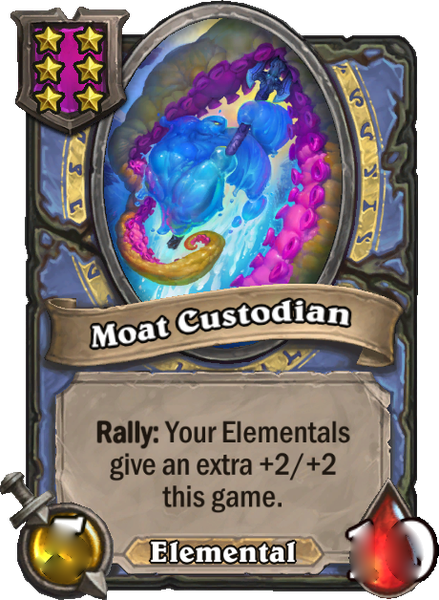 Moat Custodian
Rally: Your Elementals
give an extra +2/+2
this game.
Elemental